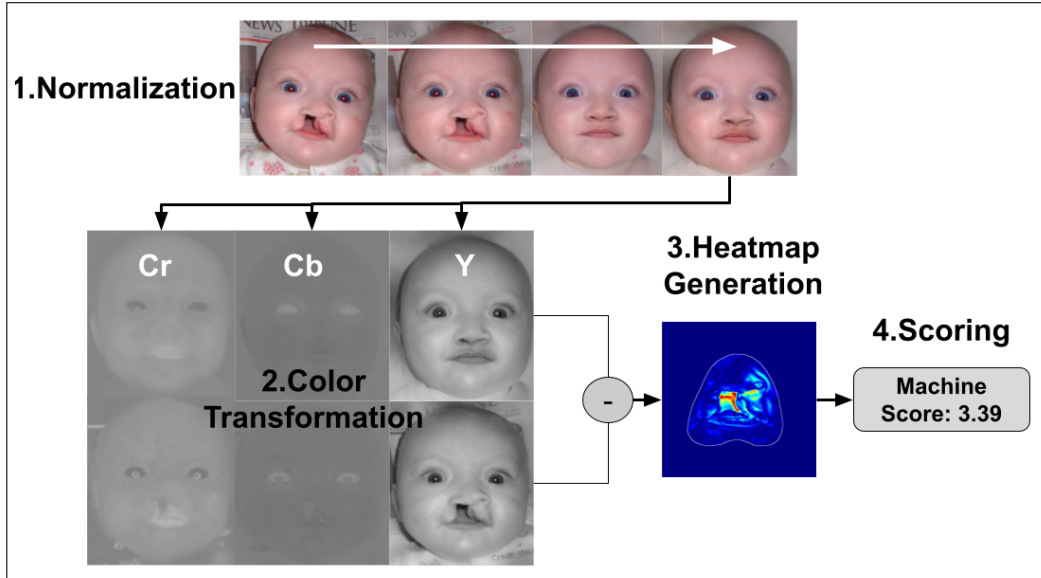 NEWS TRIBUNE
1.Normalization
Cr
Cb
Y
2.Color
Transformation
3.Heatmap
Generation
-
4.Scoring
Machine
Score: 3.39